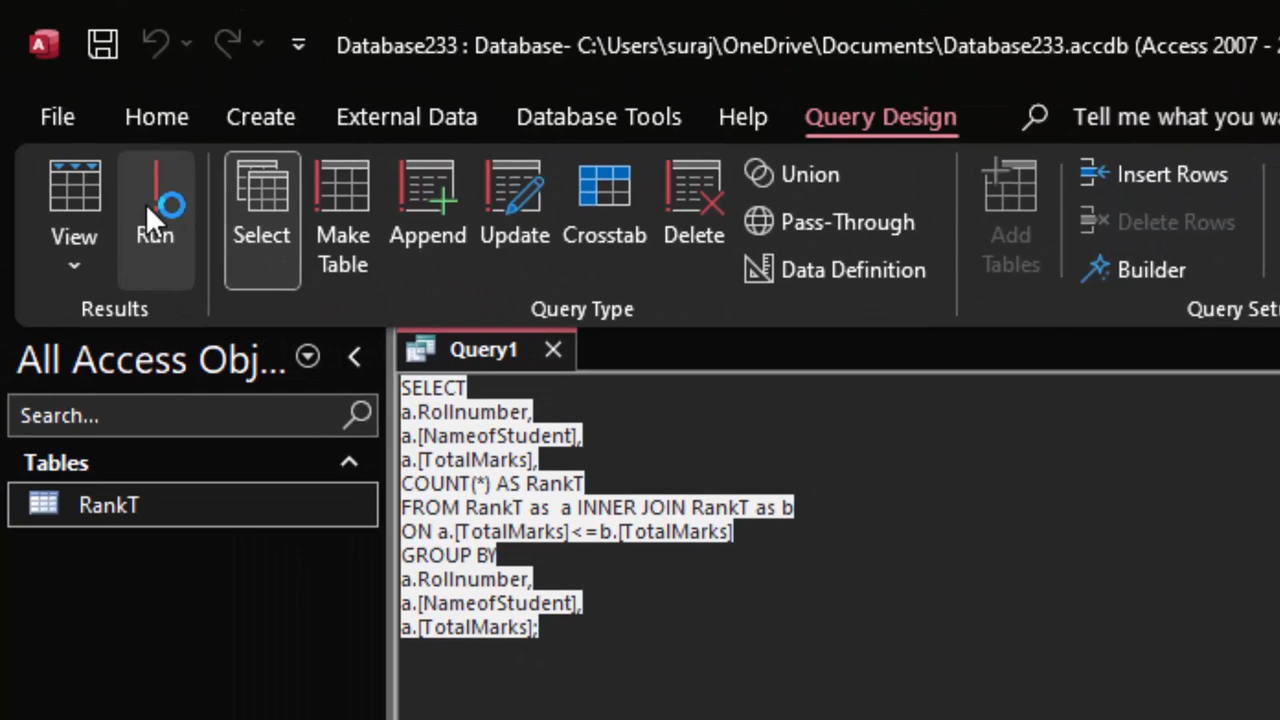 A
Database233 : Database- C:\Users\suraj\OneDrive\Documents\Database233.accdb (Access 2007 -
File Home Create External Data Database Tools Help Query Design Tell me what you
View Run Select Make Table Append Update Crosstab Delete
Union
Pass-Through
Data Definition
Add Tables
Insert Rows
Delete Rows
Builder
Results Query Type Query
All Access Obj...
Search...
Tables
RankT
Query1
SELECT
a.Rollnumber,
a.[NameofStudent],
a.[TotalMarks],
COUNT(*) AS RankT
FROM RankT as  a INNER JOIN RankT as b
ON a.[TotalMarks]<=b.[TotalMarks]
GROUP BY
a.Rollnumber,
a.[NameofStudent],
a.[TotalMarks];